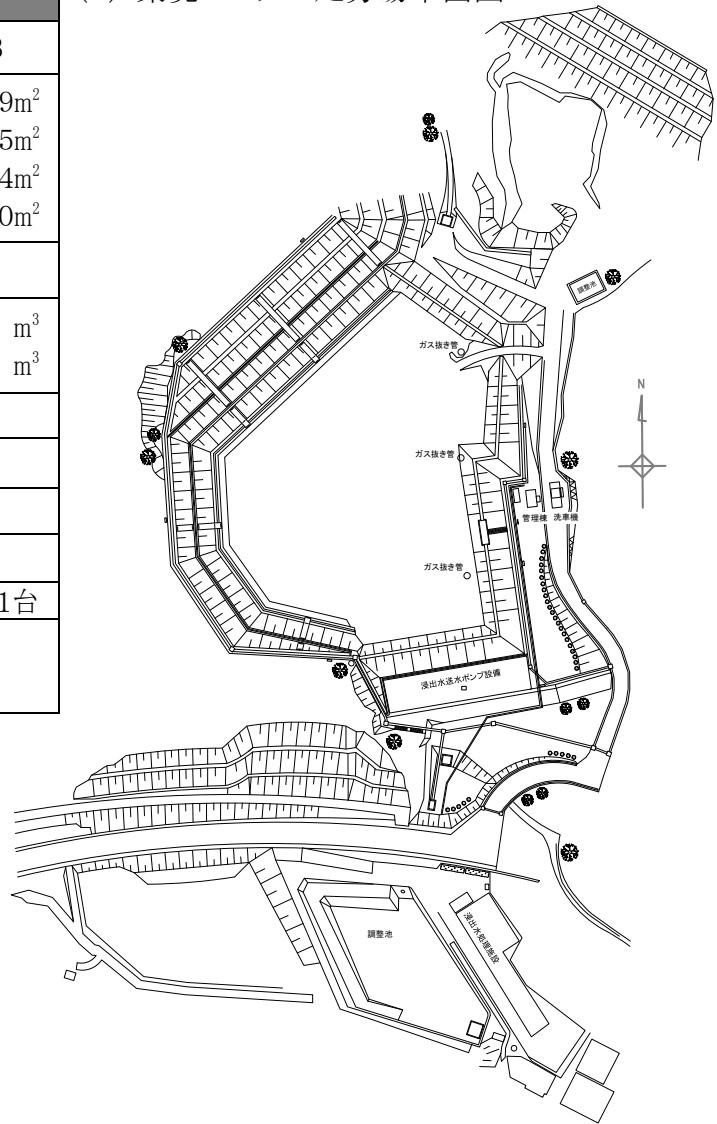 3
9m²
5m²
4m²
0m²
m³
m³
1台
調整池
ガス抜き管
N
ガス抜き管
管理棟 洗車機
ガス抜き管
浸出水送水ポンプ設備
調整池
浸出水処理施設